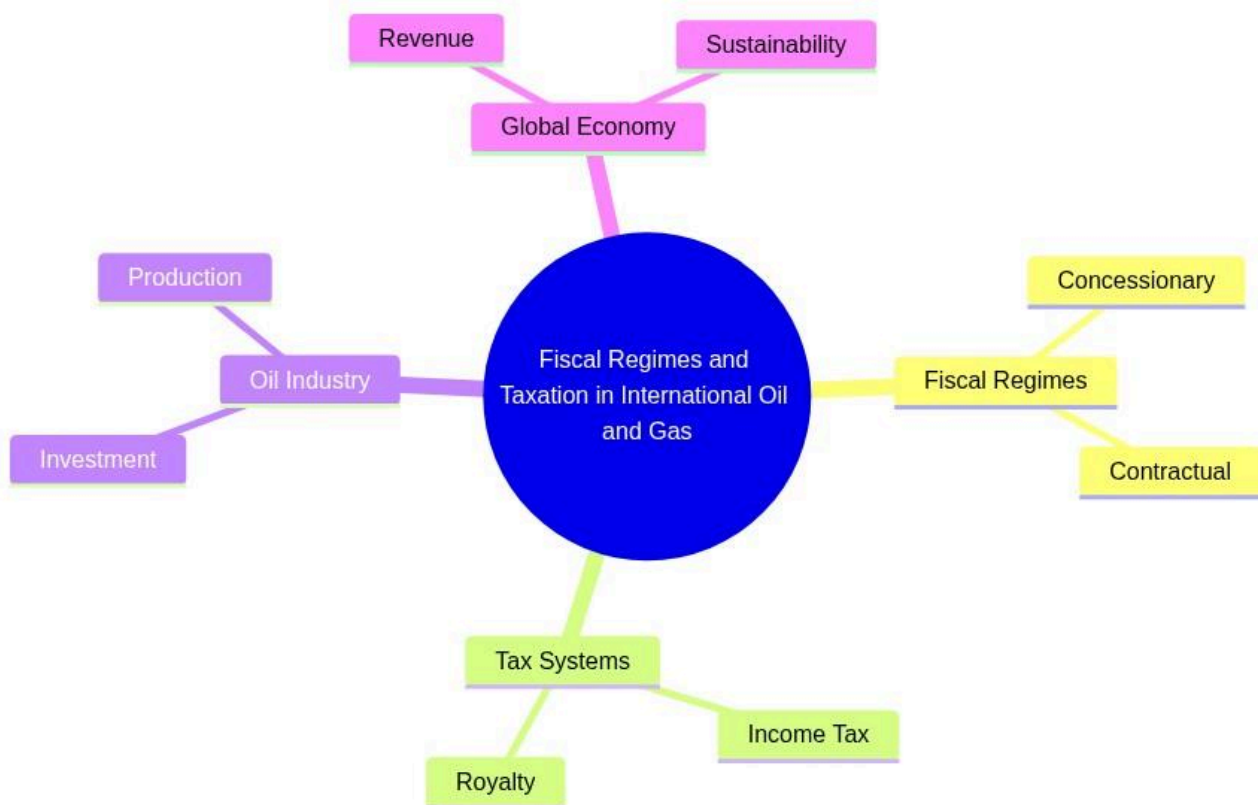 Revenue
Sustainability
Global Economy
Production
Oil Industry
Investment
Fiscal Regimes and
Taxation in International Oil
and Gas
Concessionary
Fiscal Regimes
Contractual
Tax Systems
Income Tax
Royalty